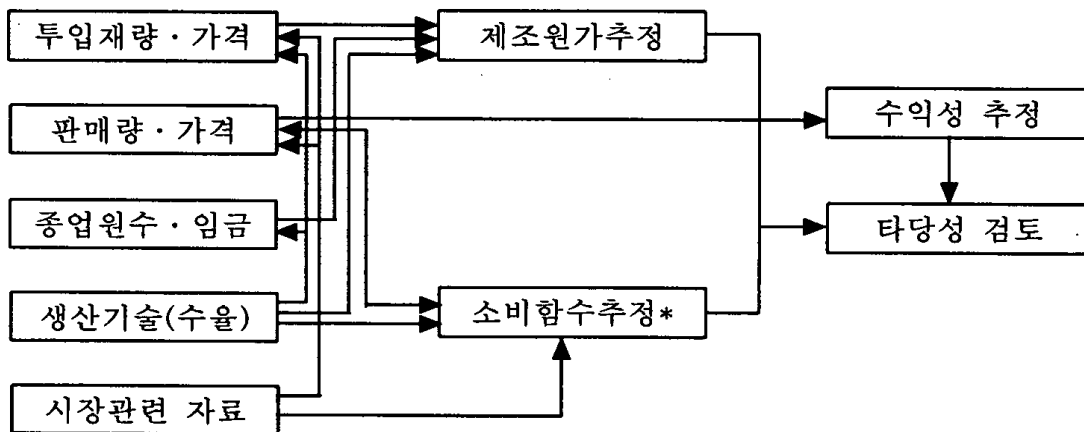 투입재량·가격
제조원가추정
판매량·가격
수익성 추정
종업원수·임금
타당성 검토
생산기술(수율)
소비함수추정*
시장관련 자료